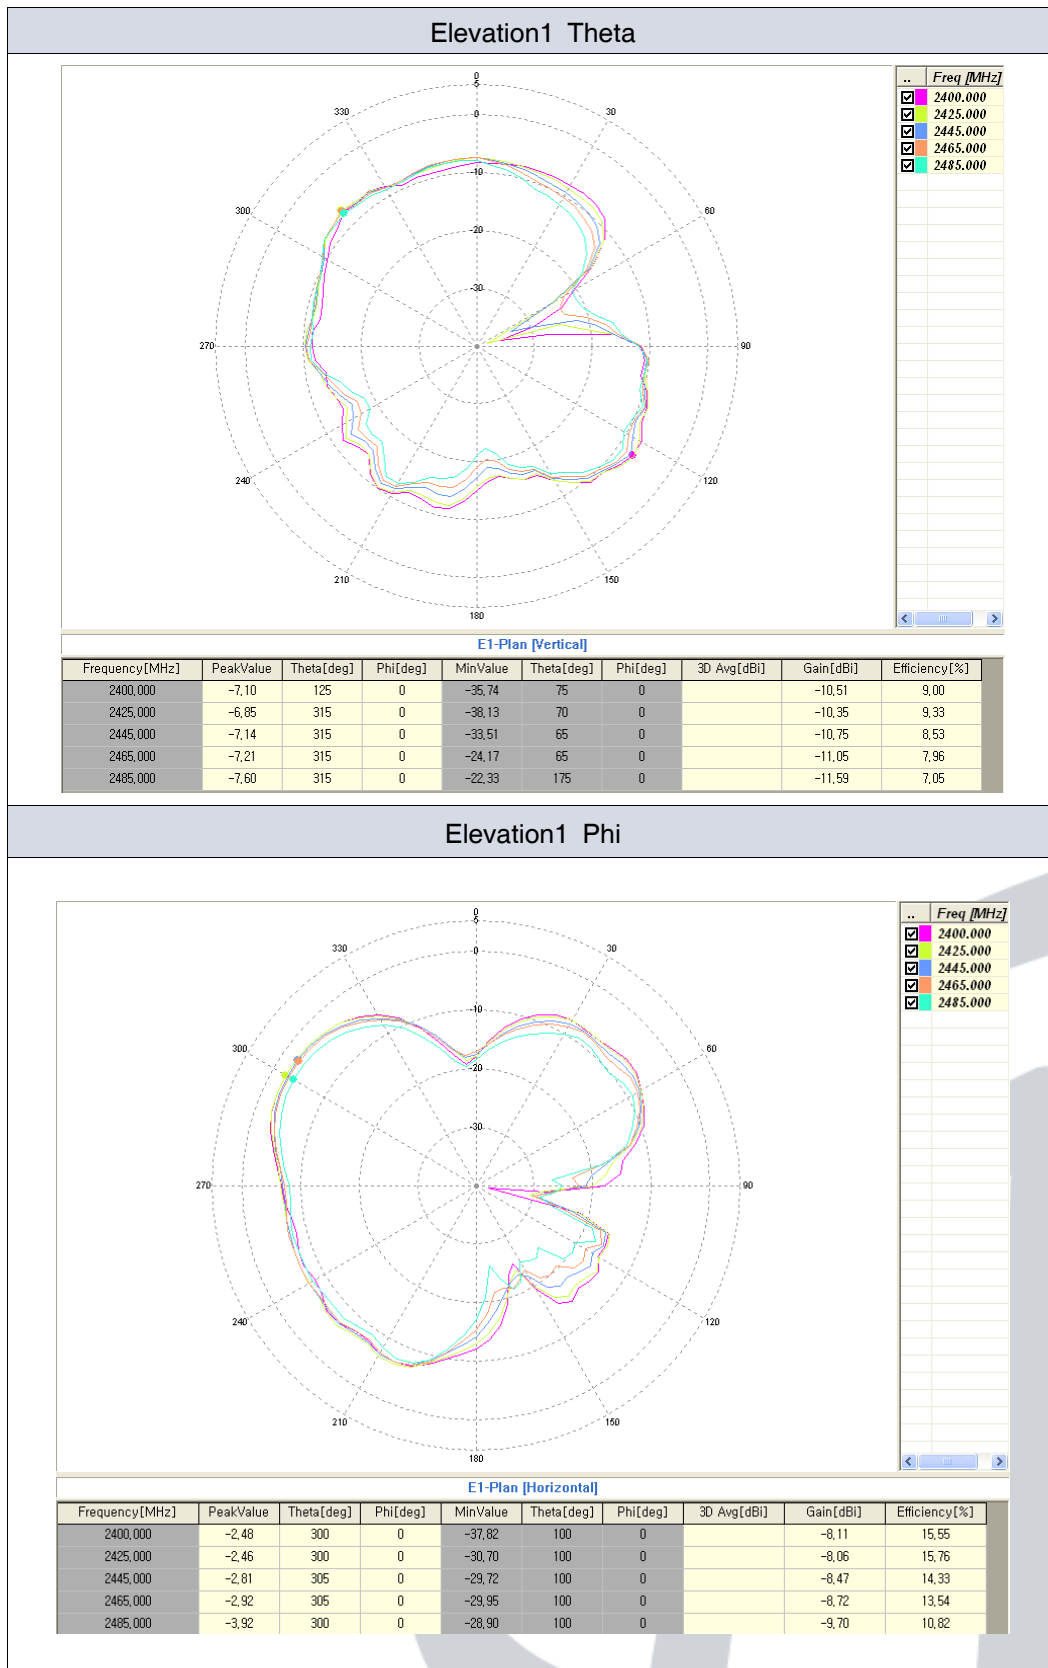 Elevation1 Theta
.. Freq [MHz]
2400.000
2425.000
2445.000
2465.000
2485.000
0
5
0
-10
-20
-30
30
60
90
120
150
180
210
240
270
300
330
E1-Plan [Vertical]
Frequency[MHz] PeakValue Theta[deg] Phi[deg] MinValue Theta[deg] Phi[deg] 3D Avg[dBi] Gain[dBi] Efficiency[%]
2400,000 -7,10 125 0 -35,74 75 0 -10,51 9,00
2425,000 -6,85 315 0 -38,13 70 0 -10,35 9,33
2445,000 -7,14 315 0 -33,51 65 0 -10,75 8,53
2465,000 -7,21 315 0 -24,17 65 0 -11,05 7,96
2485,000 -7,60 315 0 -22,33 175 0 -11,59 7,05
Elevation1 Phi
.. Freq [MHz]
2400.000
2425.000
2445.000
2465.000
2485.000
0
5
0
-10
-20
-30
30
60
90
120
150
180
210
240
270
300
330
E1-Plan [Horizontal]
Frequency[MHz] PeakValue Theta[deg] Phi[deg] MinValue Theta[deg] Phi[deg] 3D Avg[dBi] Gain[dBi] Efficiency[%]
2400,000 -2,48 300 0 -37,82 100 0 -8,11 15,55
2425,000 -2,46 300 0 -30,70 100 0 -8,06 15,76
2445,000 -2,81 305 0 -29,72 100 0 -8,47 14,33
2465,000 -2,92 305 0 -29,95 100 0 -8,72 13,54
2485,000 -3,92 300 0 -28,90 100 0 -9,70 10,82